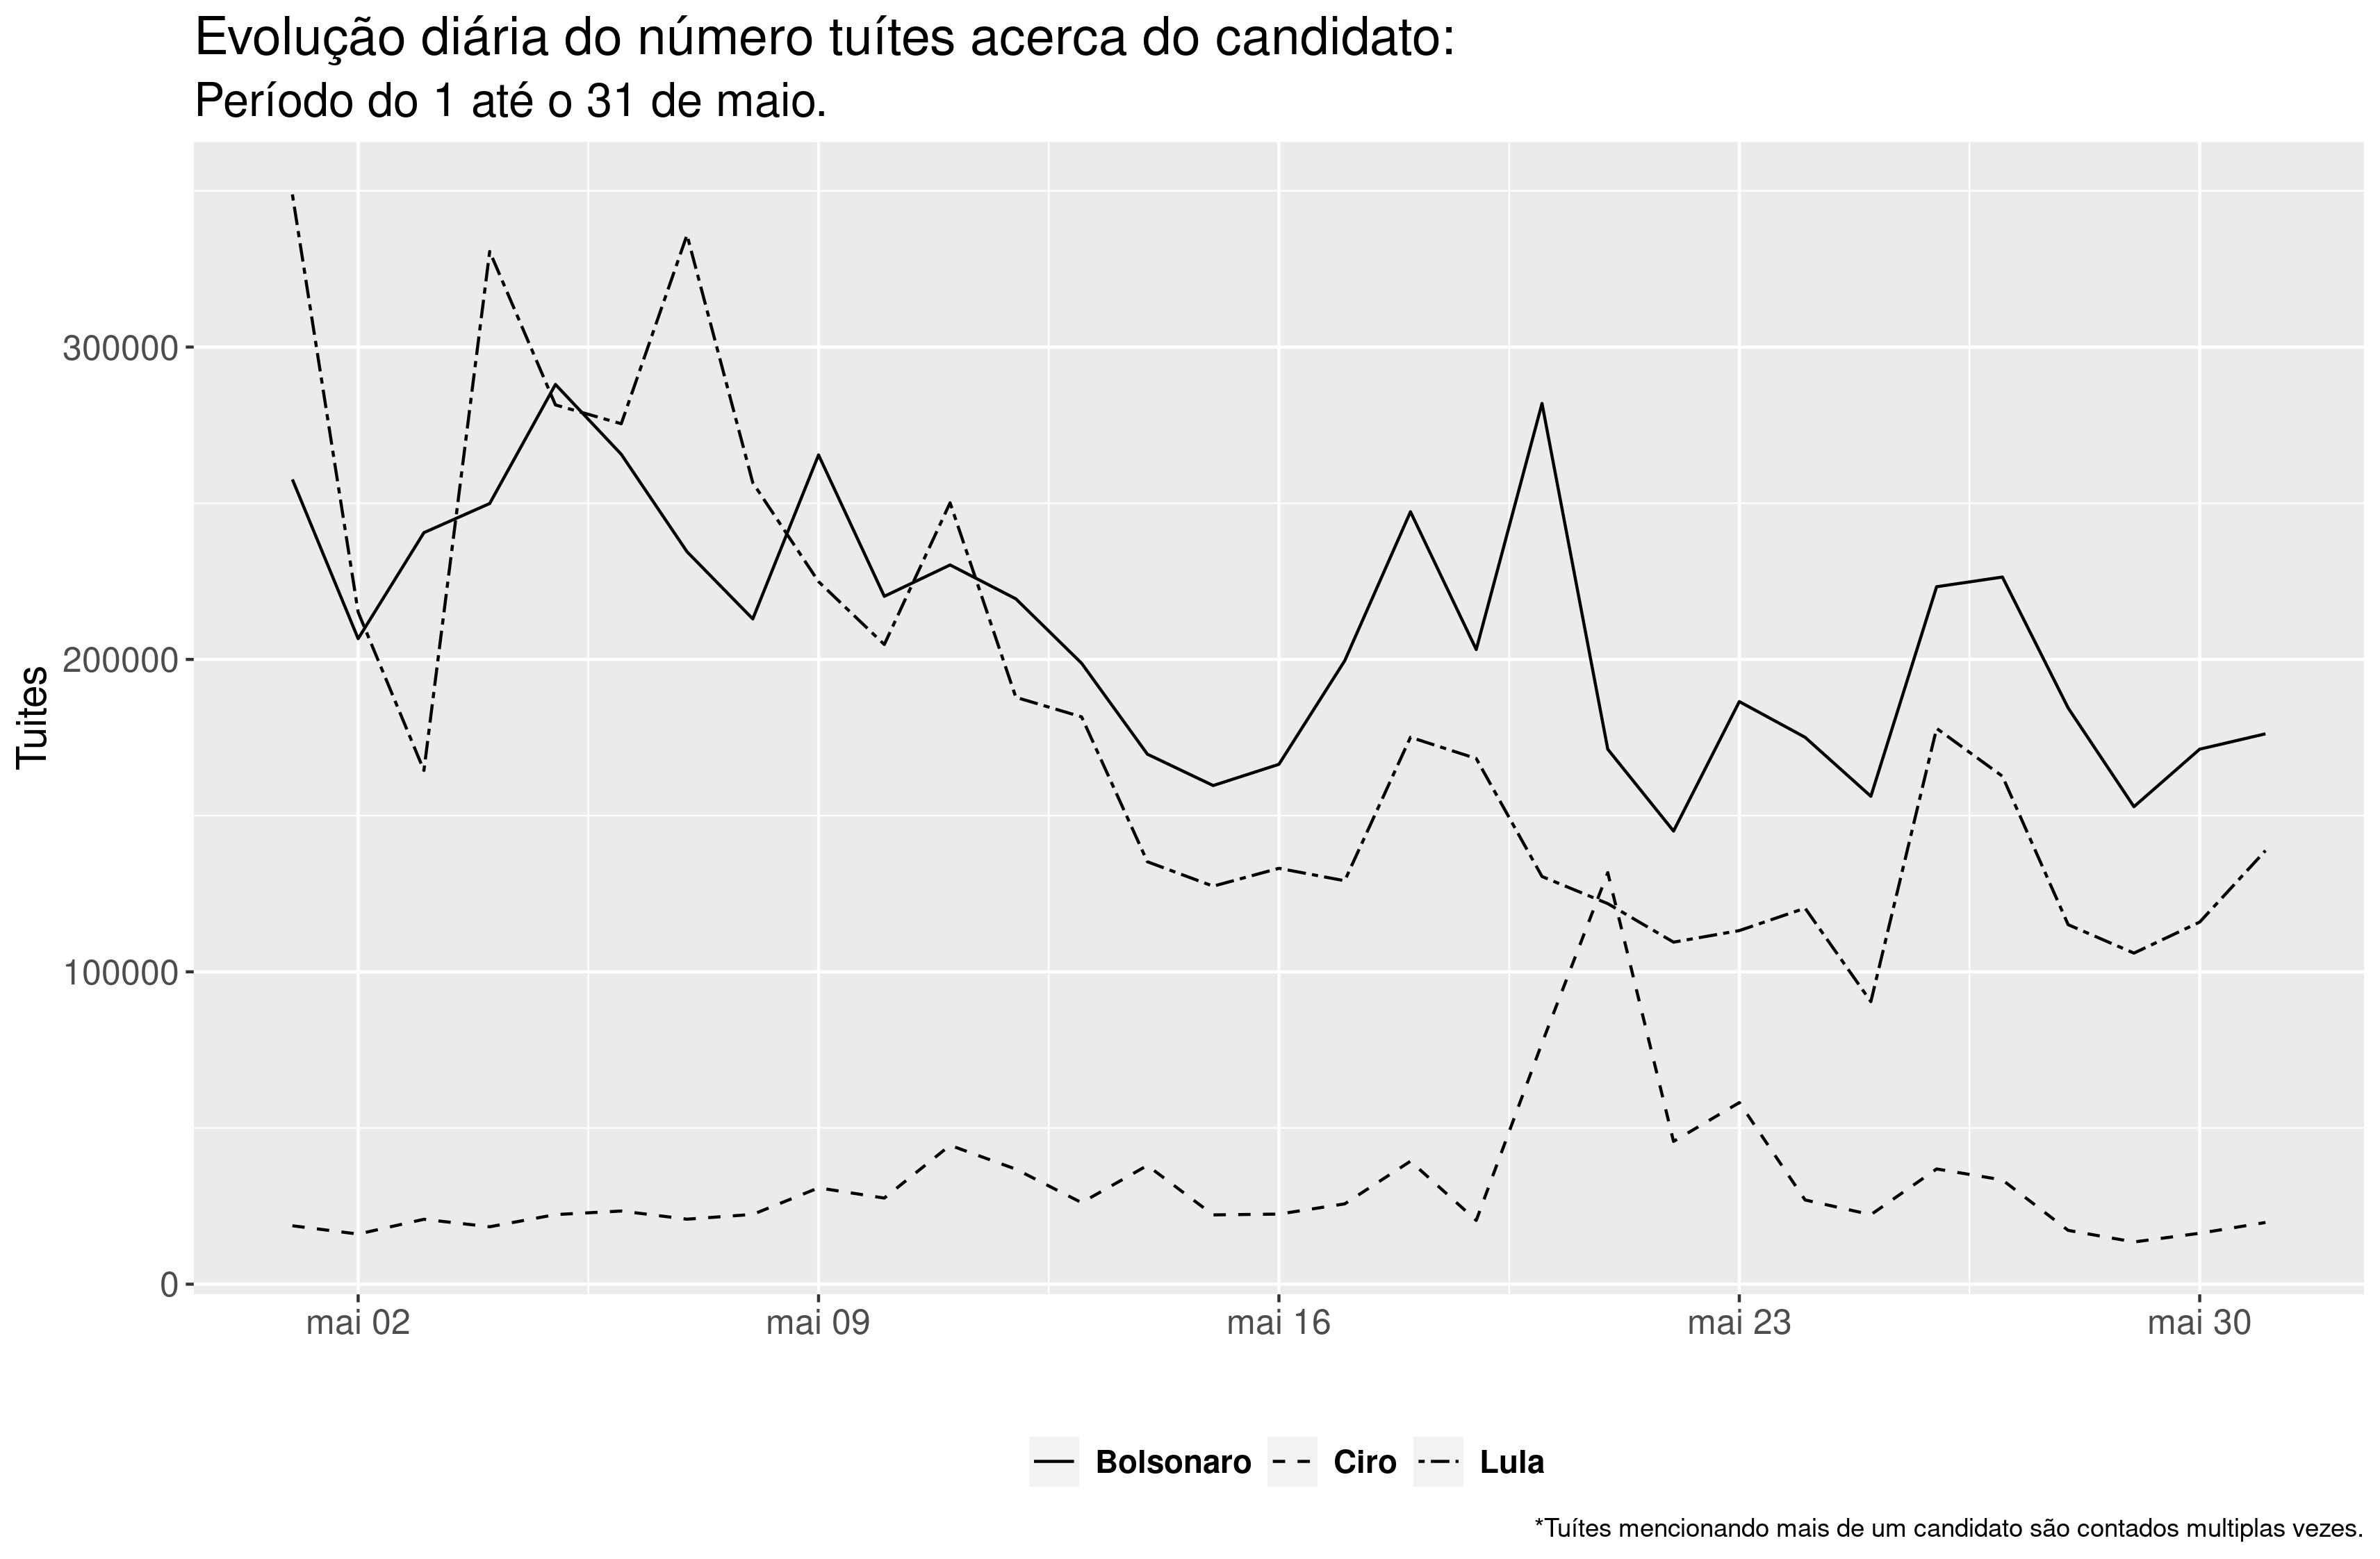 Evolução diária do número tuítes acerca do candidato:
Período do 1 até o 31 de maio.
Tuites
300000
200000
100000
0
mai 02 mai 09 mai 16 mai 23 mai 30
Bolsonaro Ciro Lula
*Tuítes mencionando mais de um candidato são contados multiplas vezes.